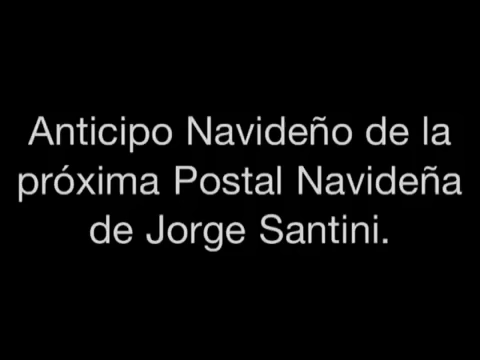 Anticipo Navideño de la
próxima Postal Navideña
de Jorge Santini.